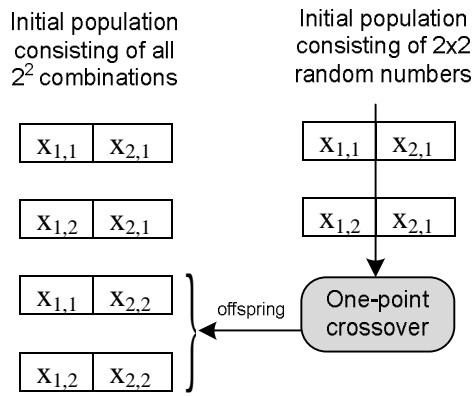 Initial population
consisting of all
2² combinations
x₁,₁ x₂,₁
x₁,₂ x₂,₁
x₁,₁ x₂,₂
x₁,₂ x₂,₂
Initial population
consisting of 2x2
random numbers
x₁,₁ x₂,₁
x₁,₂ x₂,₁
One-point
crossover
offspring